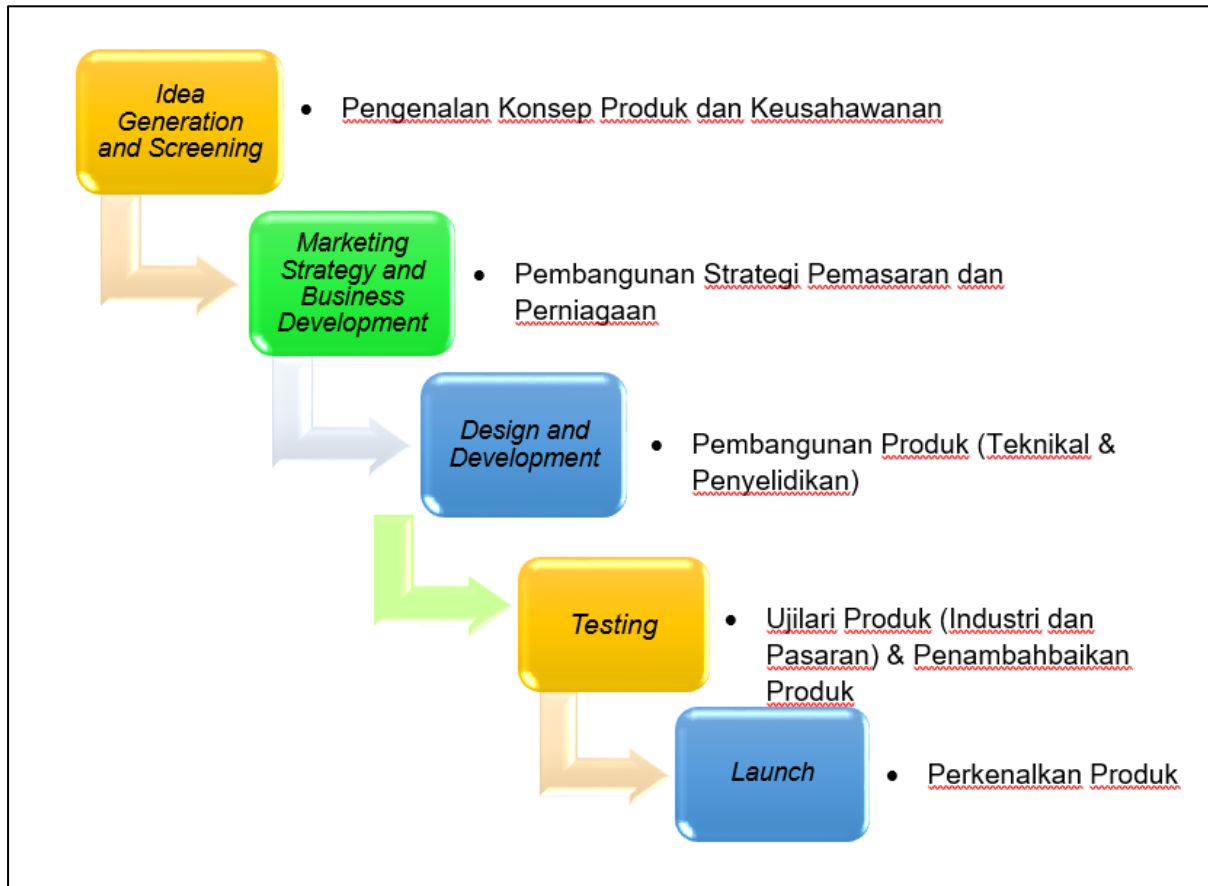 Idea
Generation
and Screening
• Pengenalan Konsep Produk dan Keusahawanan
Marketing
Strategy and
Business
Development
• Pembangunan Strategi Pemasaran dan
Perniagaan
Design and
Development
• Pembangunan Produk (Teknikal &
Penyelidikan)
Testing
• Ujilari Produk (Industri dan
Pasaran) & Penambahbaikan
Produk
Launch
• Perkenalkan Produk